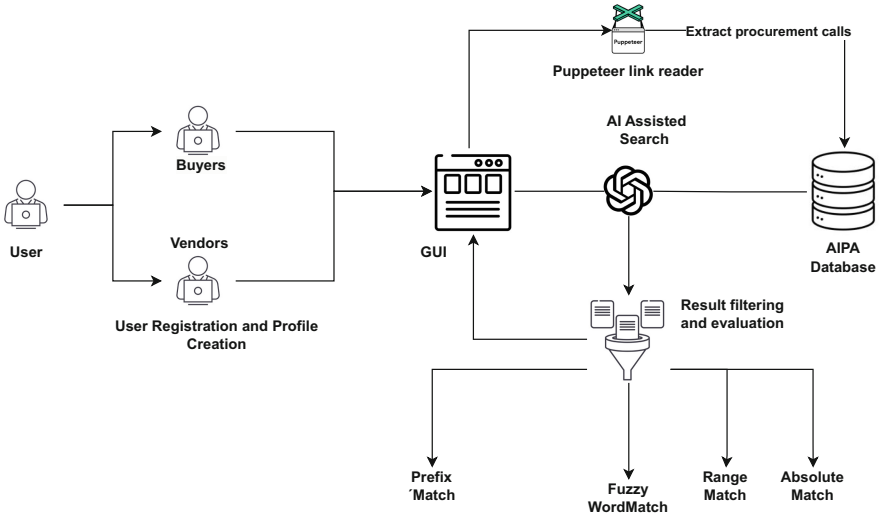 Puppeteer
Extract procurement calls
Puppeteer link reader
AI Assisted
Search
Buyers
Vendors
User
GUI
AIPA
Database
User Registration and Profile
Creation
Result filtering
and evaluation
Prefix
´Match
Fuzzy
WordMatch
Range
Match
Absolute
Match